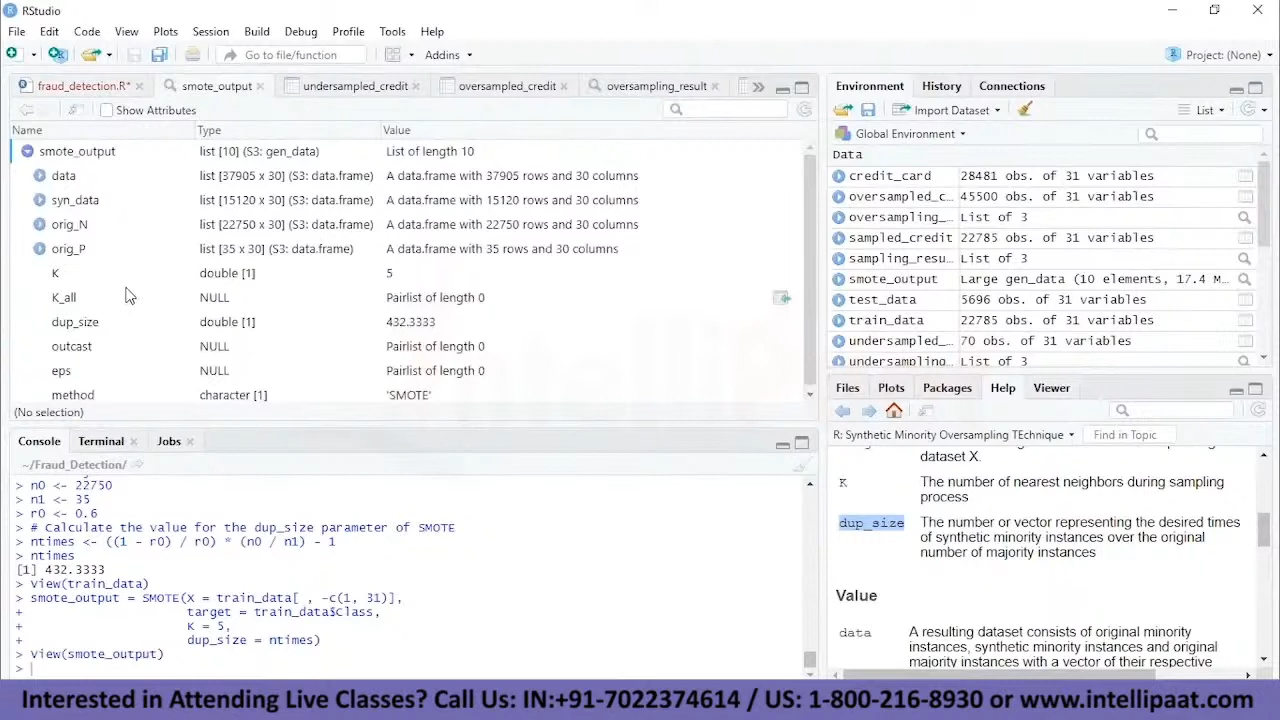 RStudio
File Edit Code View Plots Session Build Debug Profile Tools Help
Go to file/function Addins Project: (None)
fraud_detection.R* smote_output undersampled_credit oversampled_credit oversampling_result
Show Attributes
Name Type Value
smote_output list [10] (S3: gen_data) List of length 10
data list [37905 x 30] (S3: data.frame) A data.frame with 37905 rows and 30 columns
syn_data list [15120 x 30] (S3: data.frame) A data.frame with 15120 rows and 30 columns
orig_N list [22750 x 30] (S3: data.frame) A data.frame with 22750 rows and 30 columns
orig_P list [35 x 30] (S3: data.frame) A data.frame with 35 rows and 30 columns
K double [1] 5
K_all NULL Pairlist of length 0
dup_size double [1] 432.3333
outcast NULL Pairlist of length 0
eps NULL Pairlist of length 0
method character [1] 'SMOTE'
(No selection)
Console Terminal Jobs
~/Fraud_Detection/
> n0 <- 22750
> n1 <- 35
> r0 <- 0.6
> # Calculate the value for the dup_size parameter of SMOTE
> ntimes <- ((1 - r0) / r0) * (n0 / n1) - 1
> ntimes
[1] 432.3333
> View(train_data)
> smote_output = SMOTE(X = train_data[ , -c(1, 31)],
+ target = train_data$Class,
+ K = 5,
+ dup_size = ntimes)
> View(smote_output)
>
Environment History Connections
Import Dataset List
Global Environment
Data
credit_card 28481 obs. of 31 variables
oversampled_c… 45500 obs. of 31 variables
oversampling_… List of 3
sampled_credit 22785 obs. of 31 variables
sampling_resu… List of 3
smote_output Large gen_data (10 elements, 17.4 M…
test_data 5696 obs. of 31 variables
train_data 22785 obs. of 31 variables
undersampled_… 70 obs. of 31 variables
undersampling… List of 3
Files Plots Packages Help Viewer
R: Synthetic Minority Oversampling TEchnique Find in Topic
dataset X.
K The number of nearest neighbors during sampling
process
dup_size The number or vector representing the desired times
of synthetic minority instances over the original
number of majority instances
Value
data A resulting dataset consists of original minority
instances, synthetic minority instances and original
majority instances with a vector of their respective
Interested in Attending Live Classes? Call Us: IN:+91-7022374614 / US: 1-800-216-8930 or www.intellipaat.com